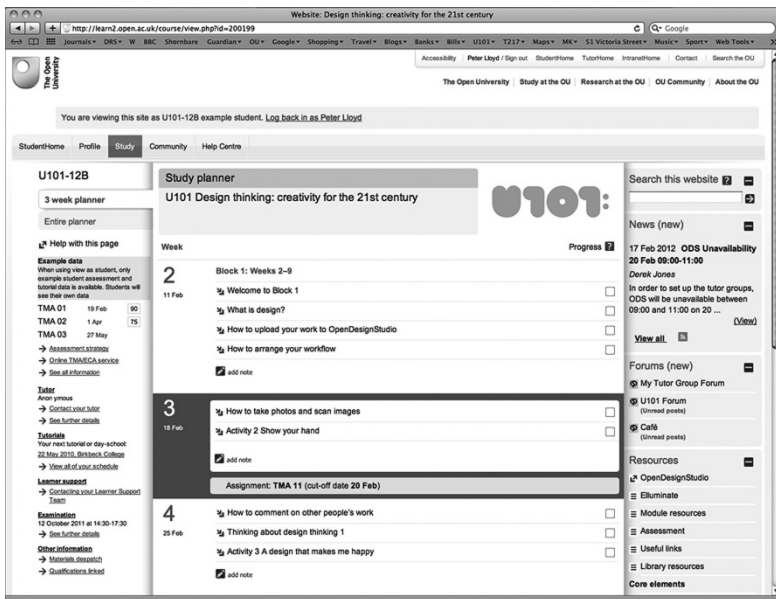 Website: Design thinking: creativity for the 21st century
http://learn2.open.ac.uk/course/view.php?id=200199
Google
Journals DRS W BBC Shornbare Guardian OU Google Shopping Travel Blogs Banks Bills U101 T217 Maps MK 51 Victoria Street Music Sport Web Tools
The Open
University
Accessibility Peter Lloyd / Sign out StudentHome TutorHome IntranetHome Contact Search the OU
The Open University Study at the OU Research at the OU OU Community About the OU
You are viewing this site as U101-12B example student. Log back in as Peter Lloyd
StudentHome Profile Study Community Help Centre
U101-12B
3 week planner
Entire planner
Help with this page
Example data
When using view as student, only
example student assessment and
tutorial data is available. Students will
see their own data
TMA 01 19 Feb 90
TMA 02 1 Apr 75
TMA 03 27 May
Assessment strategy
Online TMA/ECA service
See all information
Tutor
Anon ymous
Contact your tutor
See further details
Tutorials
Your next tutorial or day-school:
22 May 2010, Birkbeck College
View all of your schedule
Learner support
Contacting your Learner Support
Team
Examination
12 October 2011 at 14:30-17:30
See further details
Other information
Materials despatch
Qualifications linked
Study planner
U101 Design thinking: creativity for the 21st century
U101:
Week Progress ?
2 Block 1: Weeks 2–9
11 Feb
Welcome to Block 1
What is design?
How to upload your work to OpenDesignStudio
How to arrange your workflow
add note
3
18 Feb
How to take photos and scan images
Activity 2 Show your hand
add note
Assignment: TMA 11 (cut-off date 20 Feb)
4
25 Feb
How to comment on other people's work
Thinking about design thinking 1
Activity 3 A design that makes me happy
add note
Search this website ?
News (new)
17 Feb 2012 ODS Unavailability
20 Feb 09:00-11:00
Derek Jones
In order to set up the tutor groups,
ODS will be unavailable between
09:00 and 11:00 on 20 ...
(View)
View all
Forums (new)
My Tutor Group Forum
U101 Forum
(Unread posts)
Café
(Unread posts)
Resources
OpenDesignStudio
Elluminate
Module resources
Assessment
Useful links
Library resources
Core elements